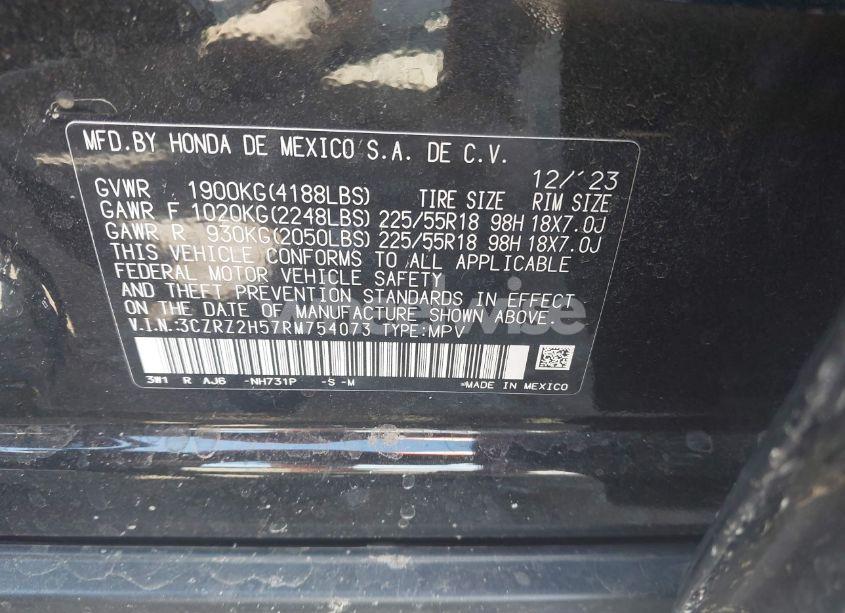 MFD.BY HONDA DE MEXICO S.A. DE C.V.
12/'23
GVWR 1900KG(4188LBS) TIRE SIZE RIM SIZE
GAWR F 1020KG(2248LBS) 225/55R18 98H 18X7.0J
GAWR R 930KG(2050LBS) 225/55R18 98H 18X7.0J
THIS VEHICLE CONFORMS TO ALL APPLICABLE
FEDERAL MOTOR VEHICLE SAFETY
AND THEFT PREVENTION STANDARDS IN EFFECT
ON THE DATE OF MANUFACTURE SHOWN ABOVE.
V.I.N.:3CZRZ2H57RM754073 TYPE:MPV
3W1 R AJ6 -NH731P -S -M *MADE IN MEXICO